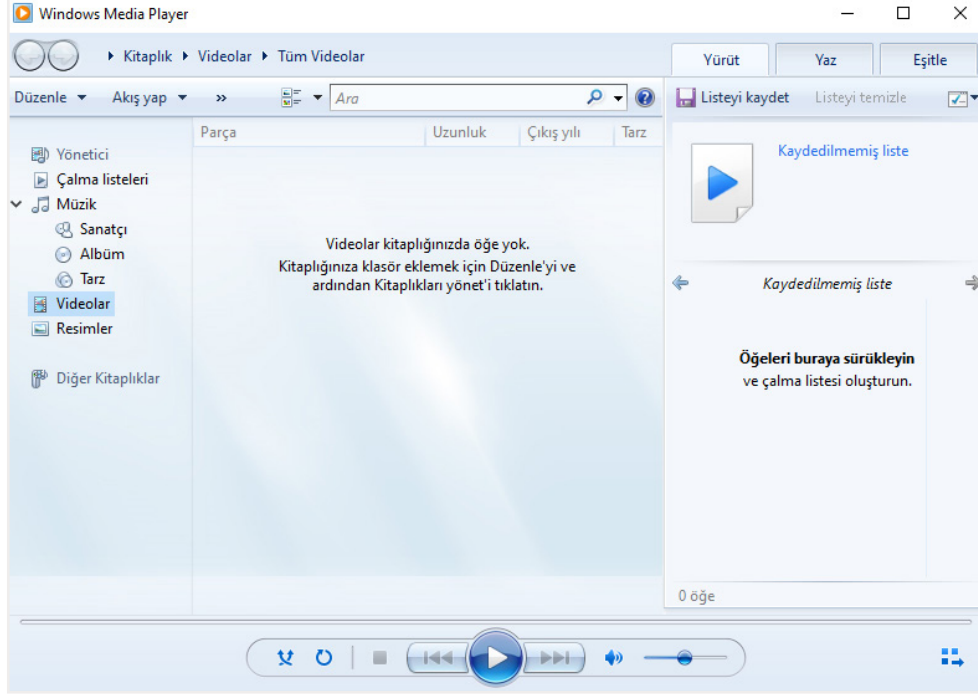 Windows Media Player
Kitaplık Videolar Tüm Videolar
Yürüt Yaz Eşitle
Düzenle Akış yap » Ara
Listeyi kaydet Listeyi temizle
Parça Uzunluk Çıkış yılı Tarz
Yönetici
Çalma listeleri
Müzik
Sanatçı
Albüm
Tarz
Videolar
Resimler
Diğer Kitaplıklar
Videolar kitaplığınızda öğe yok.
Kitaplığınıza klasör eklemek için Düzenle'yi ve
ardından Kitaplıkları yönet'i tıklatın.
Kaydedilmemiş liste
Kaydedilmemiş liste
Öğeleri buraya sürükleyin
ve çalma listesi oluşturun.
0 öğe